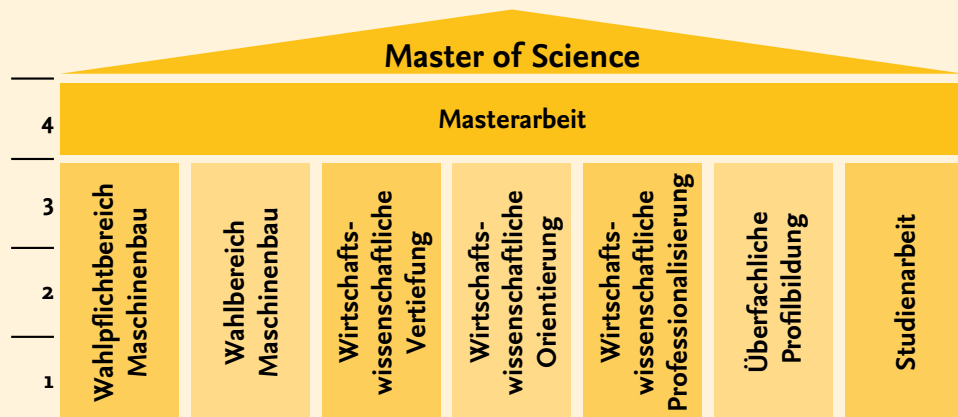 Master of Science
4
Masterarbeit
3
2
1
Wahlpflichtbereich
Maschinenbau
Wahlbereich
Maschinenbau
Wirtschafts-
wissenschaftliche
Vertiefung
Wirtschafts-
wissenschaftliche
Orientierung
Wirtschafts-
wissenschaftliche
Professionalisierung
Überfachliche
Profilbildung
Studienarbeit